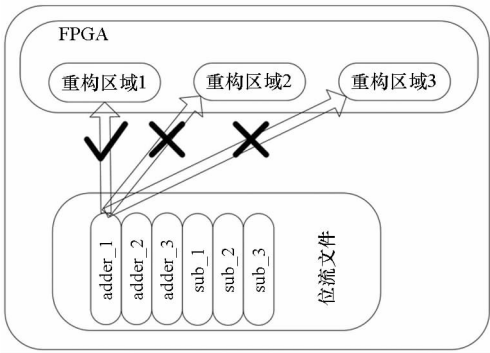 FPGA
重构区域1
重构区域2
重构区域3
adder_1
adder_2
adder_3
sub_1
sub_2
sub_3
位流文件